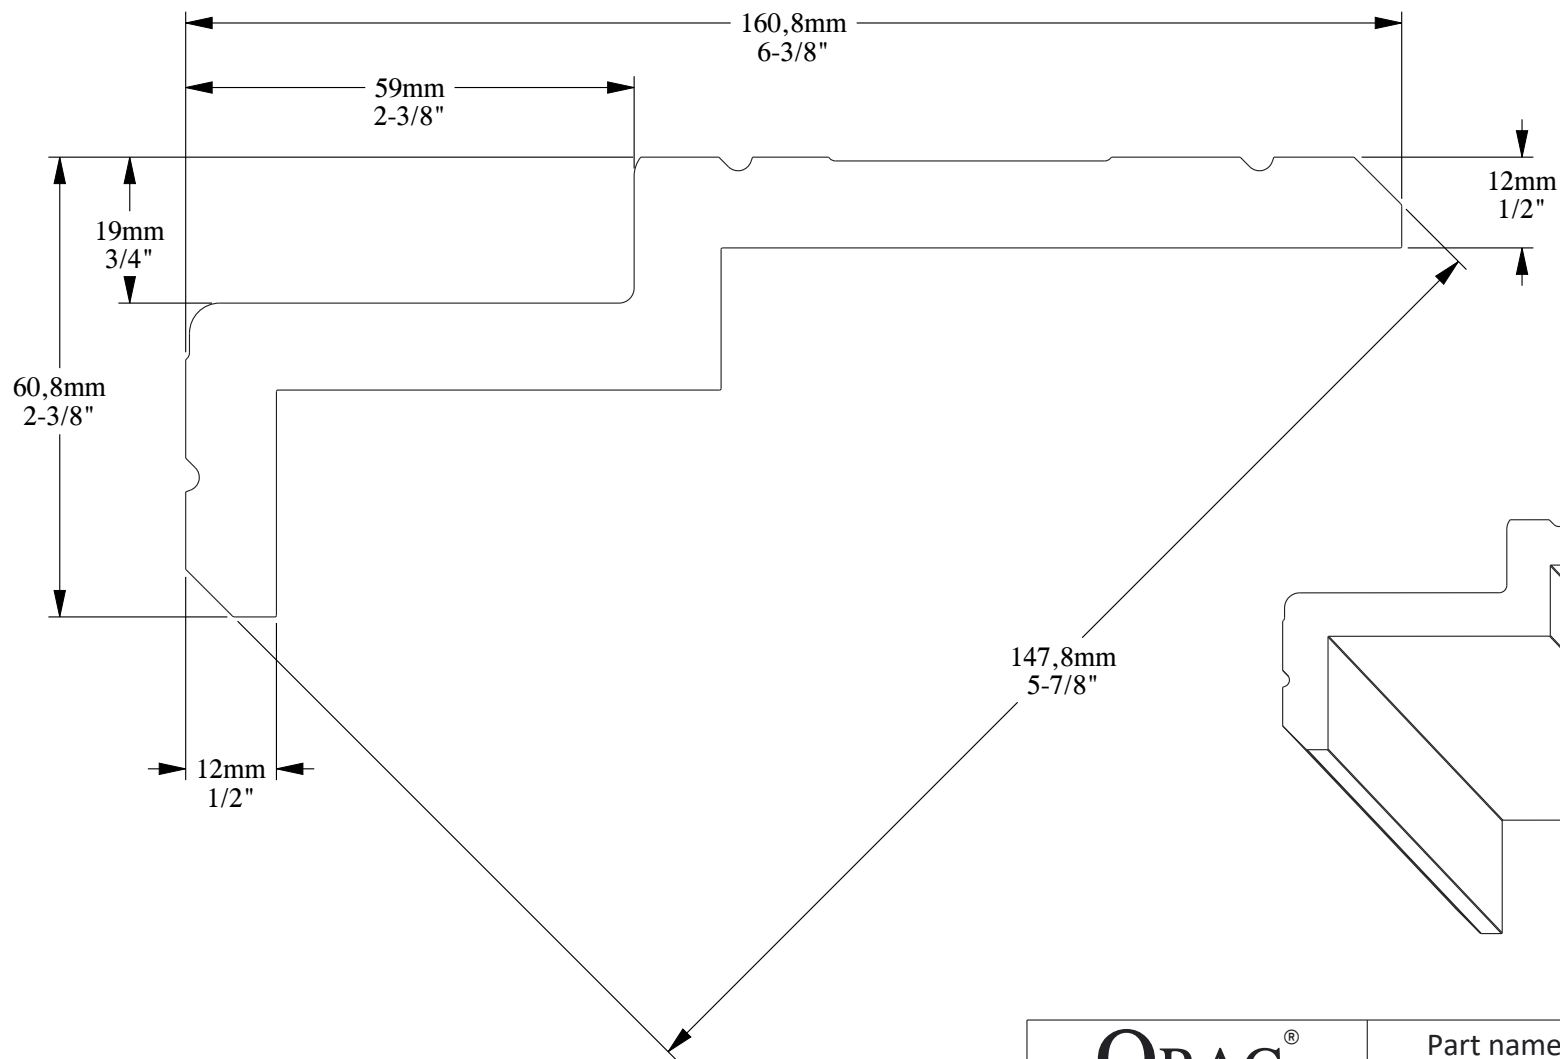 160,8mm
6-3/8"
59mm
2-3/8"
12mm
1/2"
19mm
3/4"
60,8mm
2-3/8"
147,8mm
5-7/8"
12mm
1/2"
®
Part name